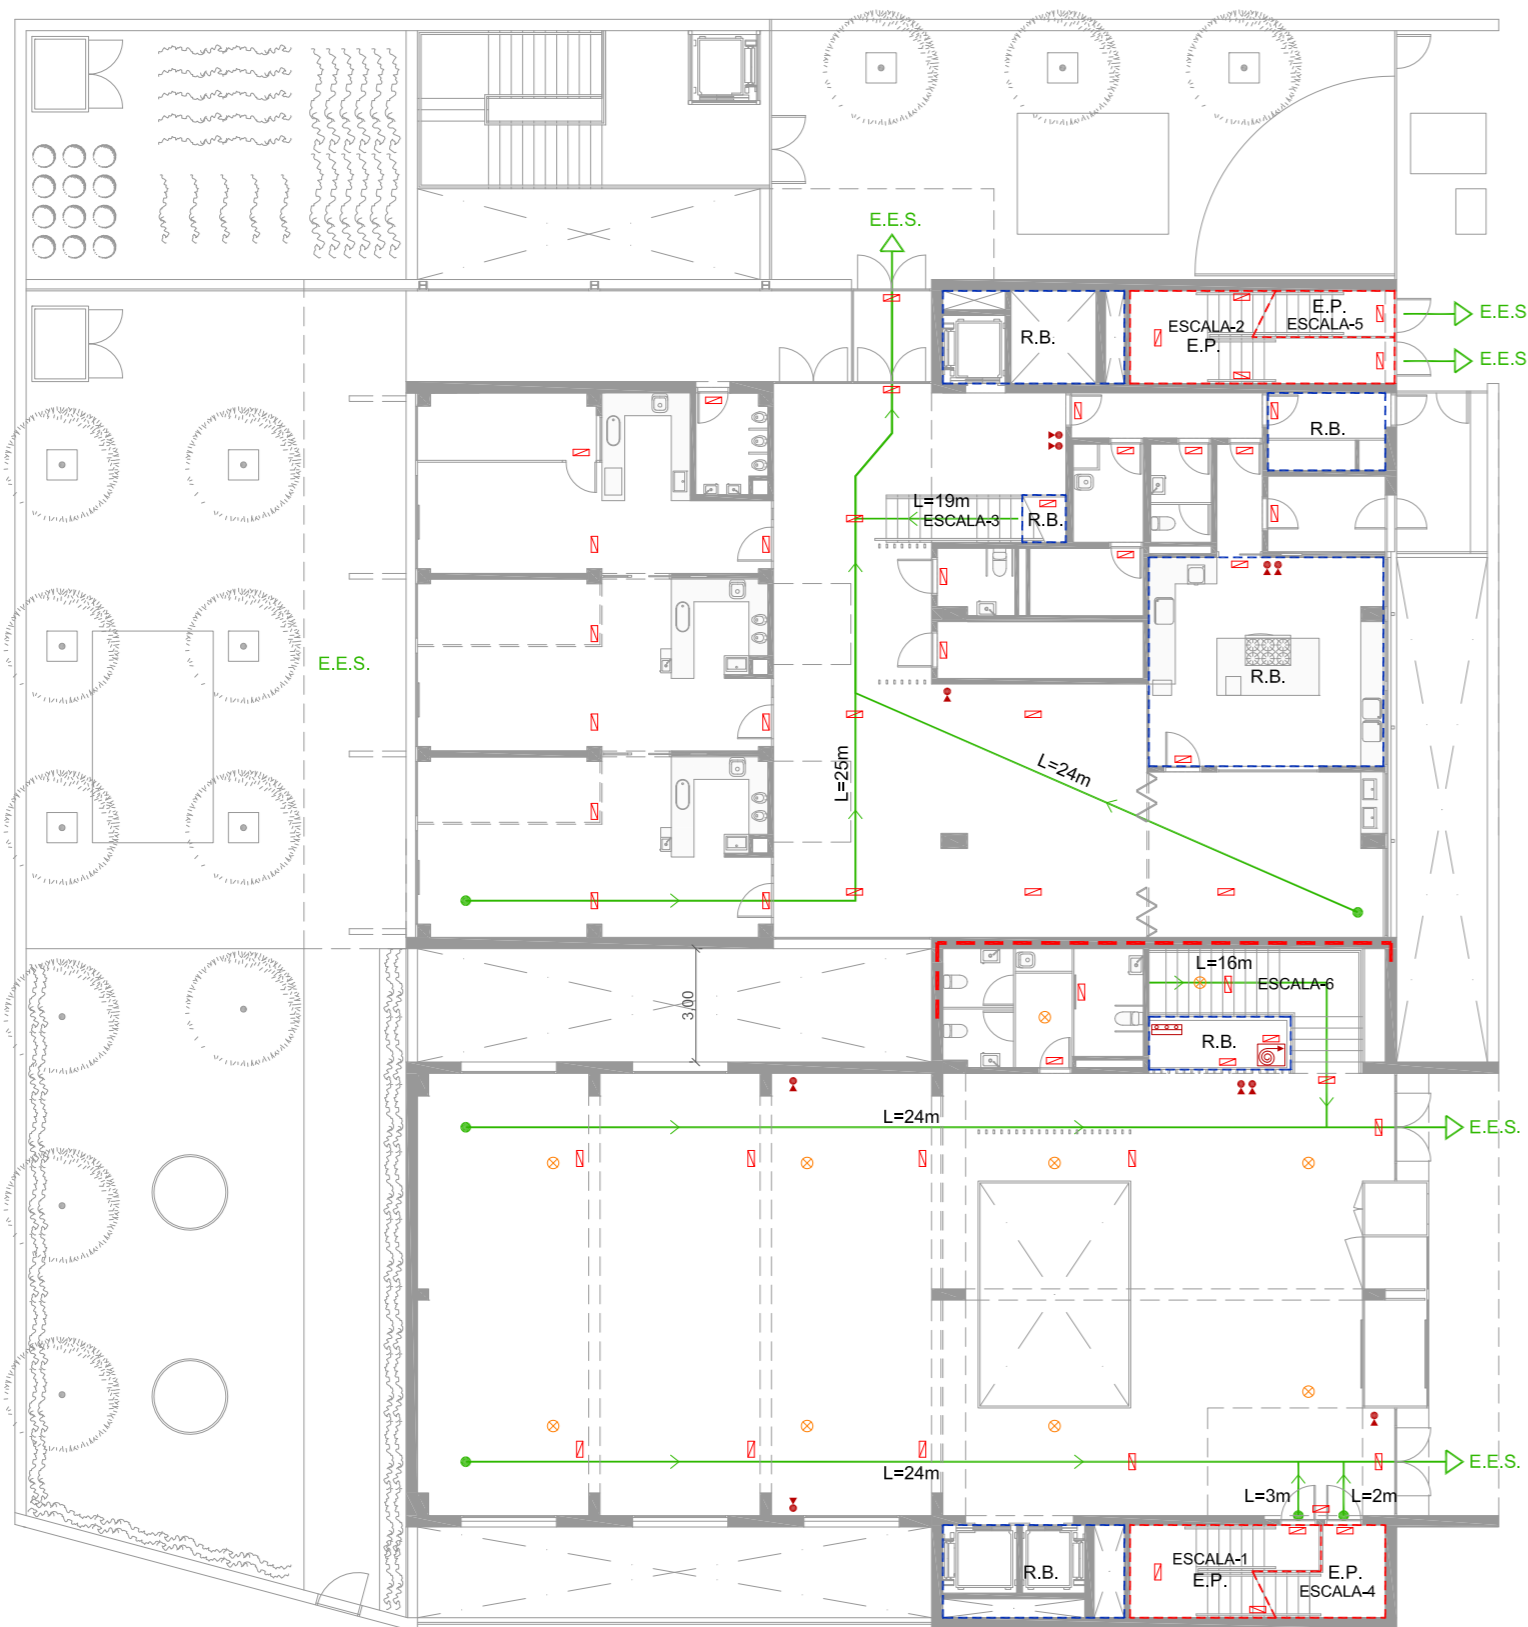 E.E.S.
R.B.
ESCALA-2
E.P.
E.P.
ESCALA-5
E.E.S
E.E.S
R.B.
L=19m
ESCALA-3
R.B.
E.E.S.
R.B.
L=25m
L=24m
L=16m
ESCALA-6
3,00
R.B.
L=24m
E.E.S.
L=24m
E.E.S.
L=3m
L=2m
R.B.
ESCALA-1
E.P.
E.P.
ESCALA-4